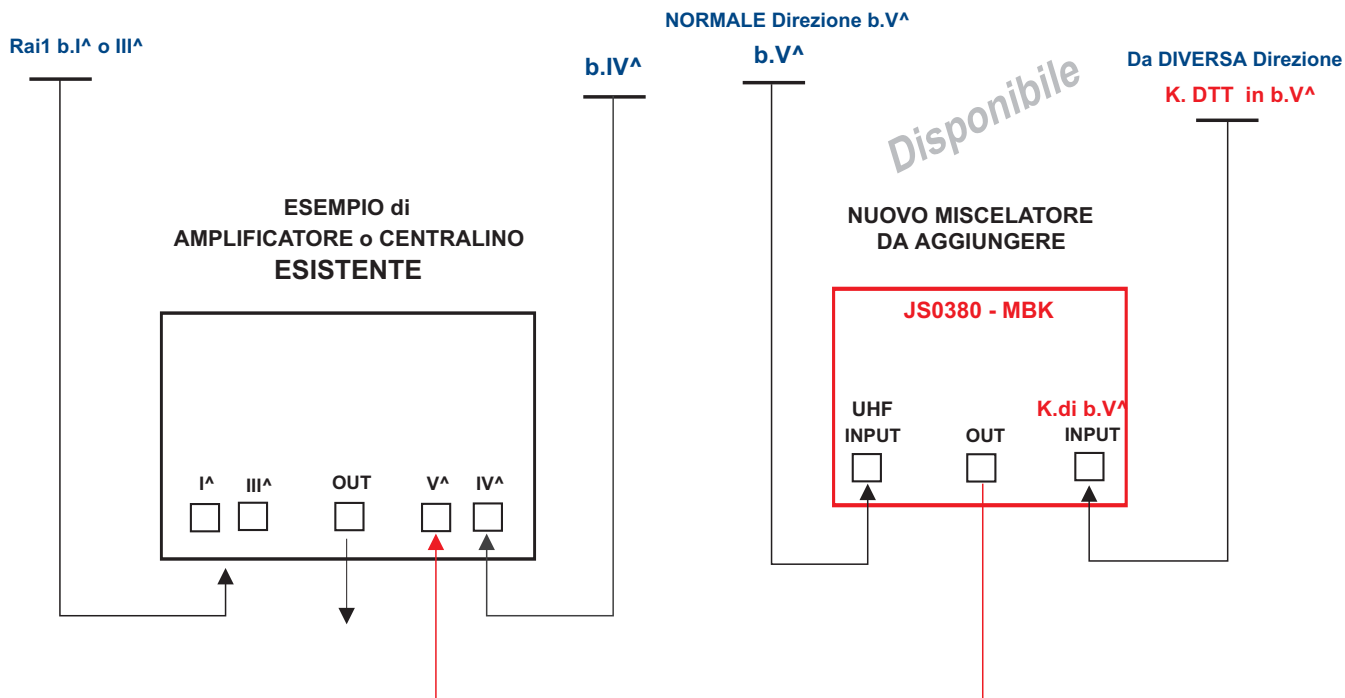 Rai1 b.I^ o III^
b.IV^
NORMALE Direzione b.V^
b.V^
Disponibile
Da DIVERSA Direzione
K. DTT in b.V^
ESEMPIO di
AMPLIFICATORE o CENTRALINO
ESISTENTE
I^ III^ OUT V^ IV^
NUOVO MISCELATORE
DA AGGIUNGERE
JS0380 - MBK
UHF
INPUT
OUT
K.di b.V^
INPUT